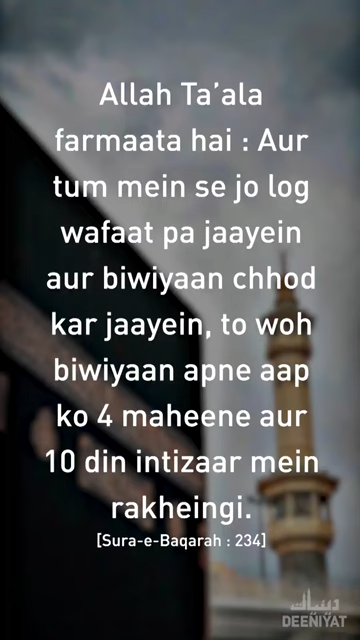 Allah Ta’ala
farmaata hai : Aur
tum mein se jo log
wafaat pa jaayein
aur biwiyaan chhod
kar jaayein, to woh
biwiyaan apne aap
ko 4 maheene aur
10 din intizaar mein
rakheingi.
[Sura-e-Baqarah : 234]
دينيات
DEENIYAT